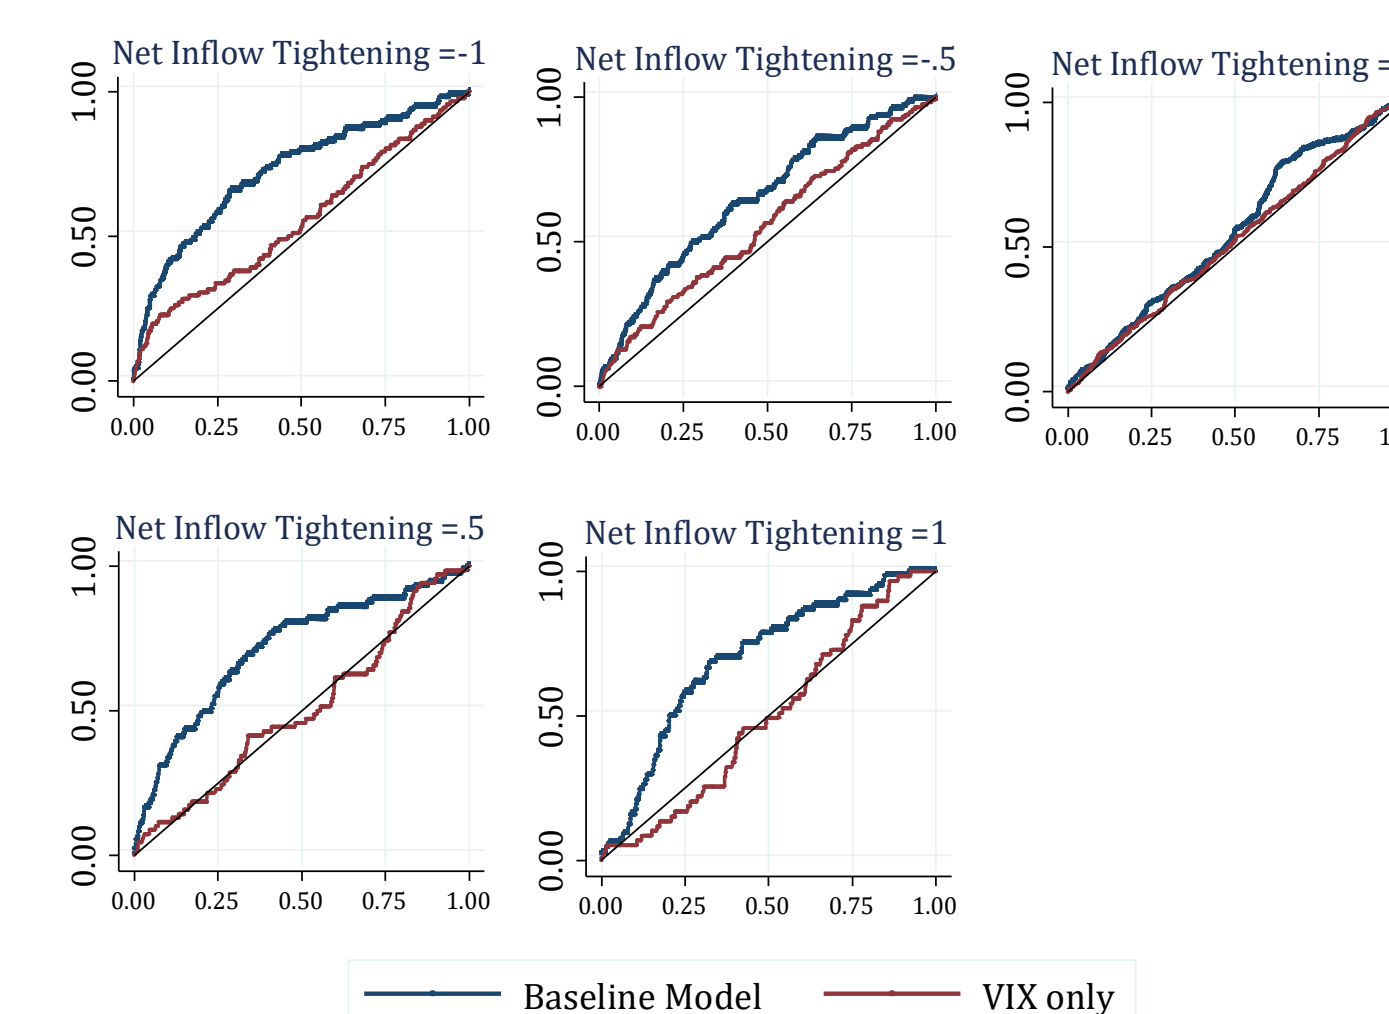 Net Inflow Tightening =-1
1.00
0.50
0.00
0.00 0.25 0.50 0.75 1.00
Net Inflow Tightening =-.5
1.00
0.50
0.00
0.00 0.25 0.50 0.75 1.00
Net Inflow Tightening =
1.00
0.50
0.00
0.00 0.25 0.50 0.75 1
Net Inflow Tightening =.5
1.00
0.50
0.00
0.00 0.25 0.50 0.75 1.00
Net Inflow Tightening =1
1.00
0.50
0.00
0.00 0.25 0.50 0.75 1.00
Baseline Model VIX only